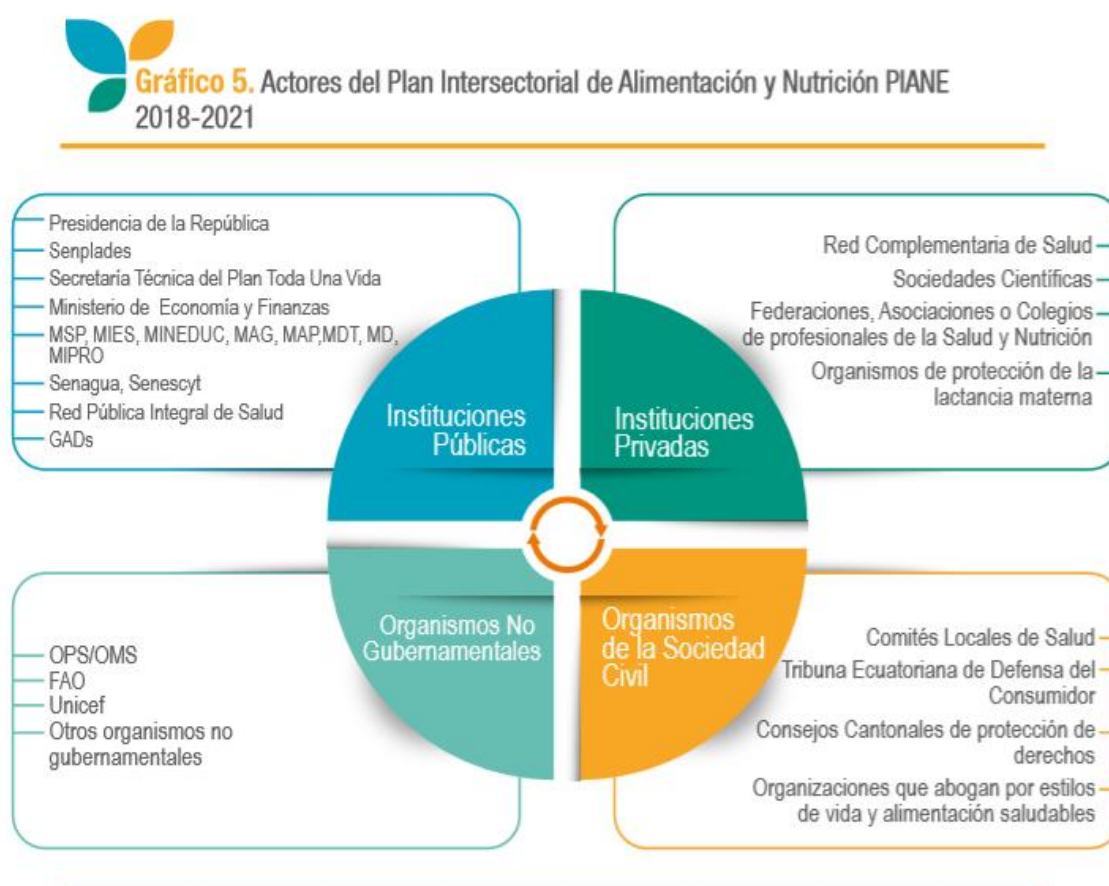 Gráfico 5. Actores del Plan Intersectorial de Alimentación y Nutrición PIANE
2018-2021
Presidencia de la República
Senplades
Secretaría Técnica del Plan Toda Una Vida
Ministerio de Economía y Finanzas
MSP, MIES, MINEDUC, MAG, MAP,MDT, MD,
MIPRO
Senagua, Senescyt
Red Pública Integral de Salud
GADs
Instituciones
Públicas
Red Complementaria de Salud
Sociedades Científicas
Federaciones, Asociaciones o Colegios
de profesionales de la Salud y Nutrición
Organismos de protección de la
lactancia materna
Instituciones
Privadas
OPS/OMS
FAO
Unicef
Otros organismos no
gubernamentales
Organismos No
Gubernamentales
Organismos
de la Sociedad
Civil
Comités Locales de Salud
Tribuna Ecuatoriana de Defensa del
Consumidor
Consejos Cantonales de protección de
derechos
Organizaciones que abogan por estilos
de vida y alimentación saludables